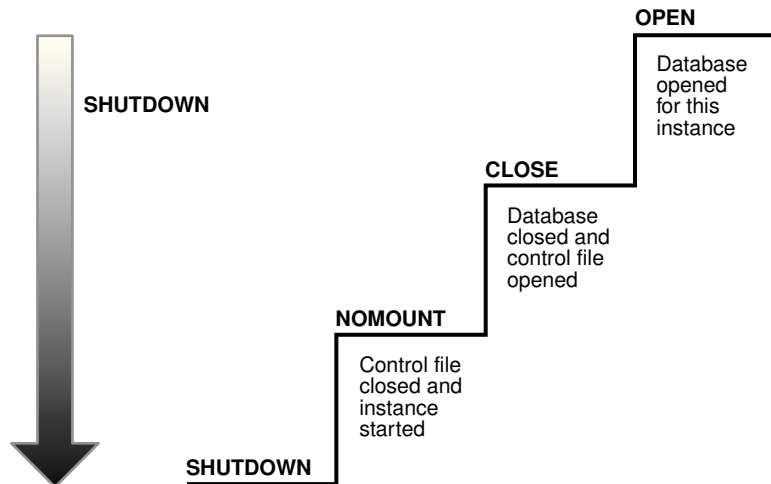 OPEN
Database
opened
for this
instance
SHUTDOWN
CLOSE
Database
closed and
control file
opened
NOMOUNT
Control file
closed and
instance
started
SHUTDOWN